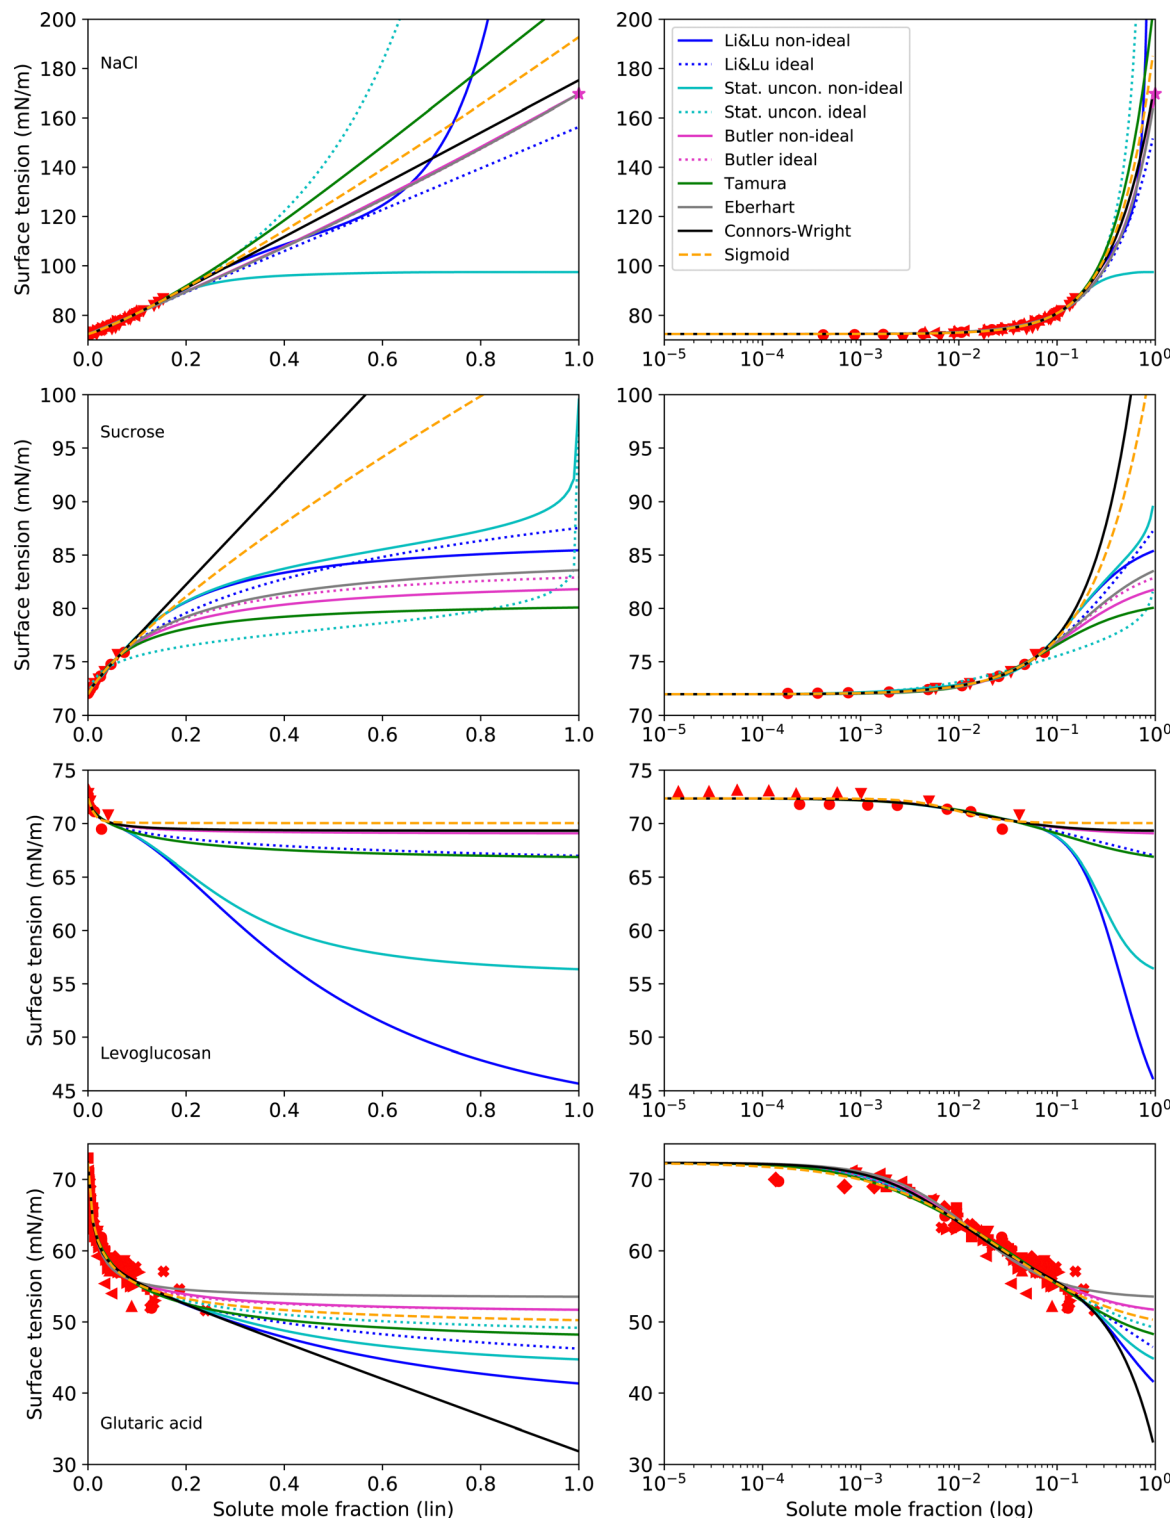 200
180
160
140
120
100
80
0.0 0.2 0.4 0.6 0.8 1.0
Surface tension (mN/m)
NaCl
200
180
160
140
120
100
80
10⁻⁵ 10⁻⁴ 10⁻³ 10⁻² 10⁻¹ 10⁰
Li&Lu non-ideal
Li&Lu ideal
Stat. uncon. non-ideal
Stat. uncon. ideal
Butler non-ideal
Butler ideal
Tamura
Eberhart
Connors-Wright
Sigmoid
100
95
90
85
80
75
70
0.0 0.2 0.4 0.6 0.8 1.0
Surface tension (mN/m)
Sucrose
100
95
90
85
80
75
70
10⁻⁵ 10⁻⁴ 10⁻³ 10⁻² 10⁻¹ 10⁰
75
70
65
60
55
50
45
0.0 0.2 0.4 0.6 0.8 1.0
Surface tension (mN/m)
Levoglucosan
75
70
65
60
55
50
45
10⁻⁵ 10⁻⁴ 10⁻³ 10⁻² 10⁻¹ 10⁰
70
60
50
40
30
0.0 0.2 0.4 0.6 0.8 1.0
Surface tension (mN/m)
Glutaric acid
Solute mole fraction (lin)
70
60
50
40
30
10⁻⁵ 10⁻⁴ 10⁻³ 10⁻² 10⁻¹ 10⁰
Solute mole fraction (log)